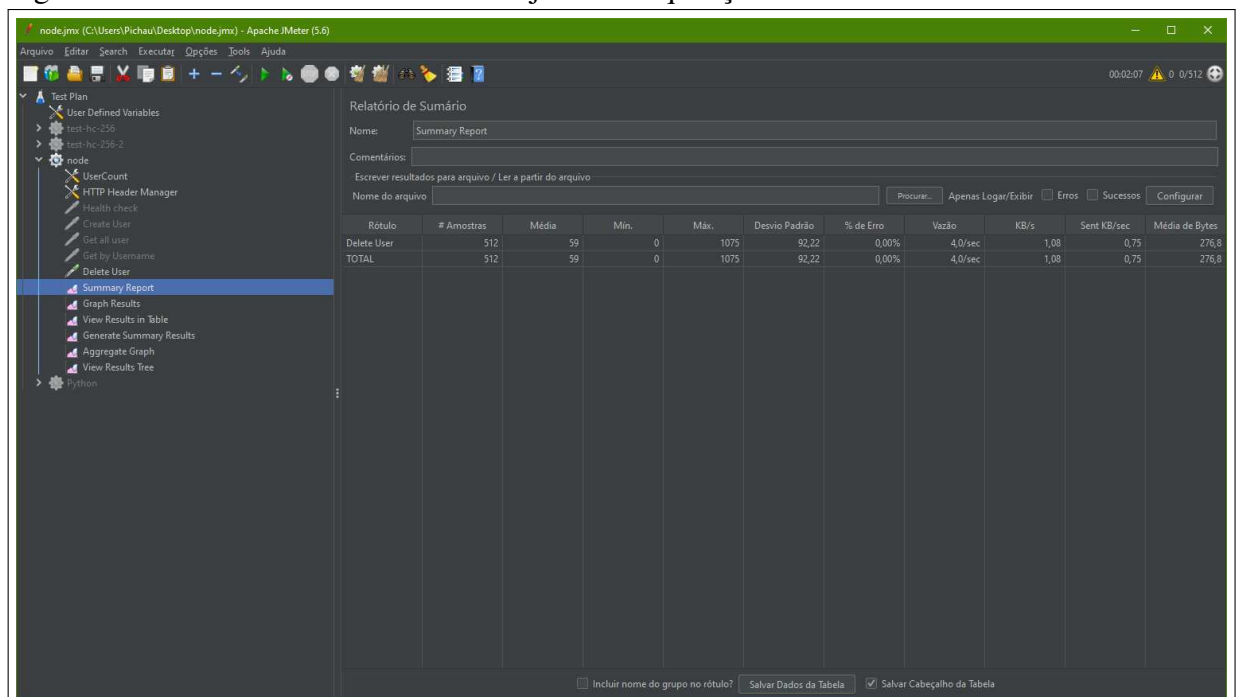 node.jmx (C:\Users\Pichau\Desktop\node.jmx) - Apache JMeter (5.6)
Arquivo Editar Search Executar Opções Tools Ajuda
00:02:07 0 0/512
Test Plan
User Defined Variables
test-hc-256
test-hc-256-2
node
UserCount
HTTP Header Manager
Health check
Create User
Get all user
Get by Username
Delete User
Summary Report
Graph Results
View Results in Table
Generate Summary Results
Aggregate Graph
View Results Tree
Python
Relatório de Sumário
Nome: Summary Report
Comentários:
Escrever resultados para arquivo / Ler a partir do arquivo
Nome do arquivo Procurar... Apenas Logar/Exibir Erros Sucessos Configurar
Rótulo # Amostras Média Mín. Máx. Desvio Padrão % de Erro Vazão KB/s Sent KB/sec Média de Bytes
Delete User 512 59 0 1075 92,22 0,00% 4,0/sec 1,08 0,75 276,8
TOTAL 512 59 0 1075 92,22 0,00% 4,0/sec 1,08 0,75 276,8
Incluir nome do grupo no rótulo? Salvar Dados da Tabela Salvar Cabeçalho da Tabela